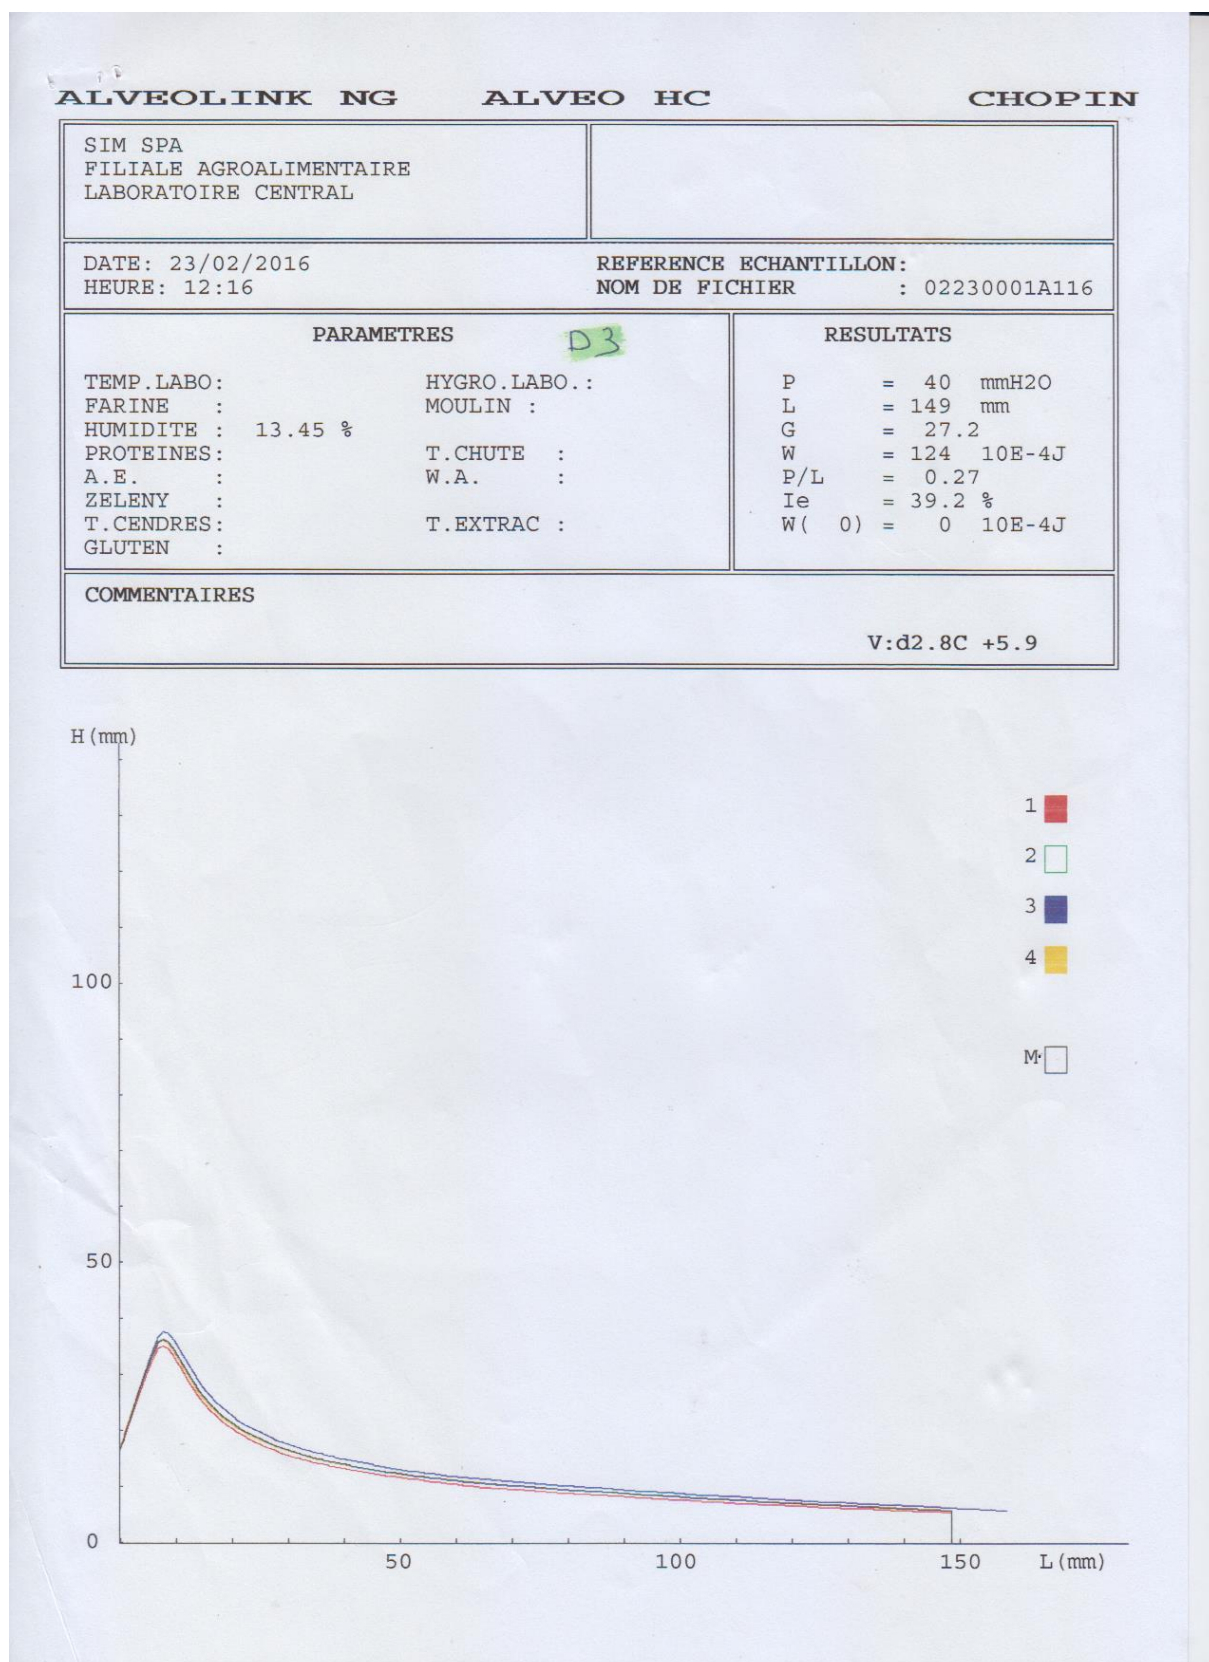 ALVEOLINK NG ALVEO HC CHOPIN
SIM SPA
FILIALE AGROALIMENTAIRE
LABORATOIRE CENTRAL
DATE: 23/02/2016 REFERENCE ECHANTILLON:
HEURE: 12:16 NOM DE FICHIER : 02230001A116
PARAMETRES D3 RESULTATS
TEMP.LABO: HYGRO.LABO.: P = 40 mmH2O
FARINE : MOULIN : L = 149 mm
HUMIDITE : 13.45 % G = 27.2
PROTEINES: T.CHUTE : W = 124 10E-4J
A.E. : W.A. : P/L = 0.27
ZELENY : Ie = 39.2 %
T.CENDRES: T.EXTRAC : W( 0) = 0 10E-4J
GLUTEN :
COMMENTAIRES
V:d2.8C +5.9
H(mm)
1
2
3
4
100
M
50
0
50 100 150 L(mm)